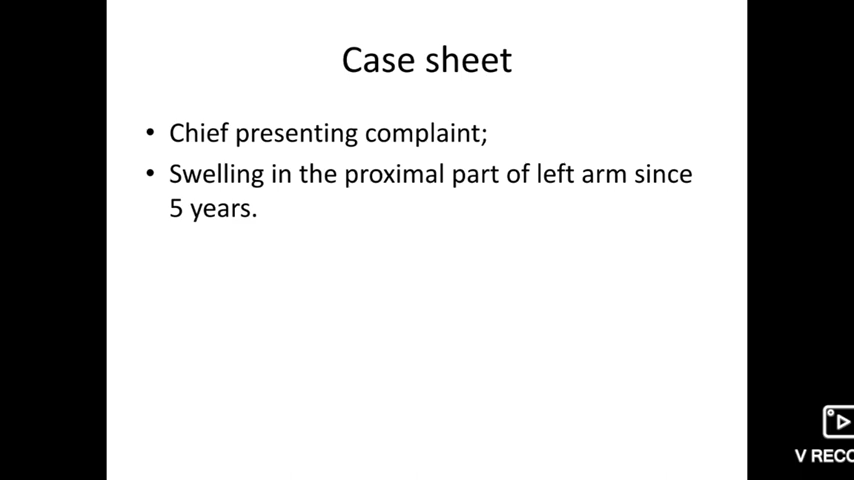 Case sheet
• Chief presenting complaint;
• Swelling in the proximal part of left arm since
5 years.
V RECO